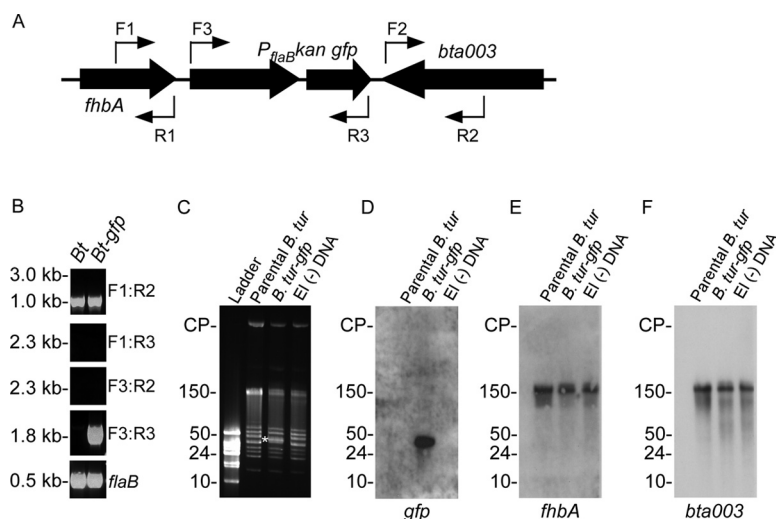 A
F1 F3 F2
PflaBkan gfp bta003
fhbA
R1 R3 R2
B C D E F
Bt Bt-gfp
3.0 kb-
1.0 kb-
F1:R2
2.3 kb- F1:R3
2.3 kb- F3:R2
1.8 kb- F3:R3
0.5 kb- flaB
Ladder Parental B. tur B. tur-gfp El (-) DNA
CP-
150-
50-
24-
10-
*
Parental B. tur B. tur-gfp El (-) DNA
CP-
150-
50-
24-
10-
gfp
Parental B. tur B. tur-gfp El (-) DNA
CP-
150-
50-
24-
10-
fhbA
Parental B. tur B. tur-gfp El (-) DNA
CP-
150-
50-
24-
10-
bta003